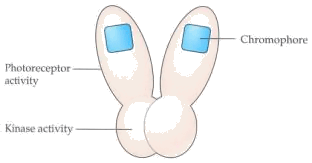 Chromophore
Photoreceptor
activity
Kinase activity